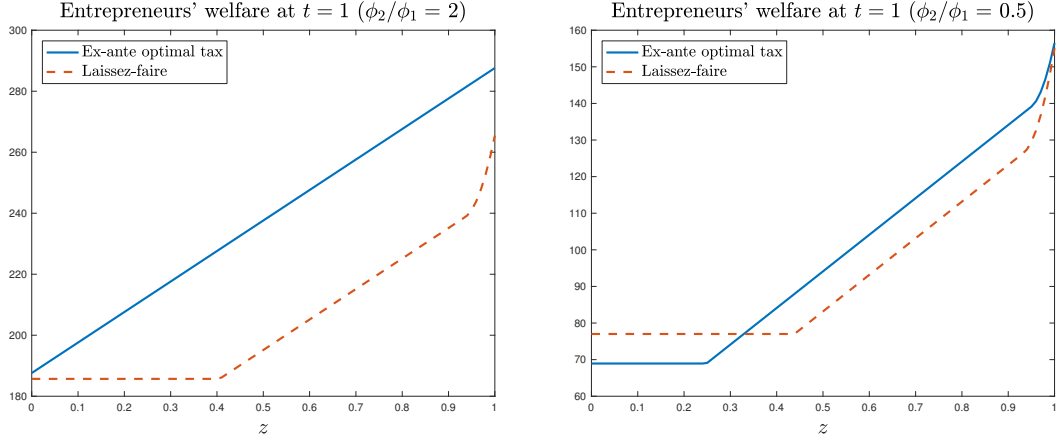 Entrepreneurs' welfare at t = 1 (ϕ₂/ϕ₁ = 2)
300
280
260
240
220
200
180
Ex-ante optimal tax
Laissez-faire
0 0.1 0.2 0.3 0.4 0.5 0.6 0.7 0.8 0.9 1
z
Entrepreneurs' welfare at t = 1 (ϕ₂/ϕ₁ = 0.5)
160
150
140
130
120
110
100
90
80
70
60
Ex-ante optimal tax
Laissez-faire
0 0.1 0.2 0.3 0.4 0.5 0.6 0.7 0.8 0.9 1
z